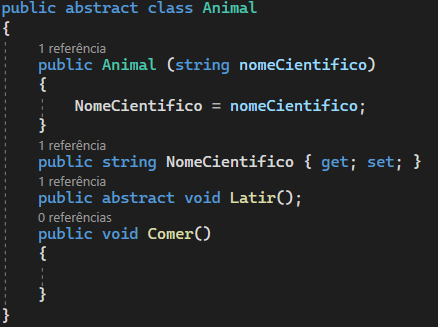 public abstract class Animal
{
1 referência
public Animal (string nomeCientifico)
{
NomeCientifico = nomeCientifico;
}
1 referência
public string NomeCientifico { get; set; }
1 referência
public abstract void Latir();
0 referências
public void Comer()
{
}
}